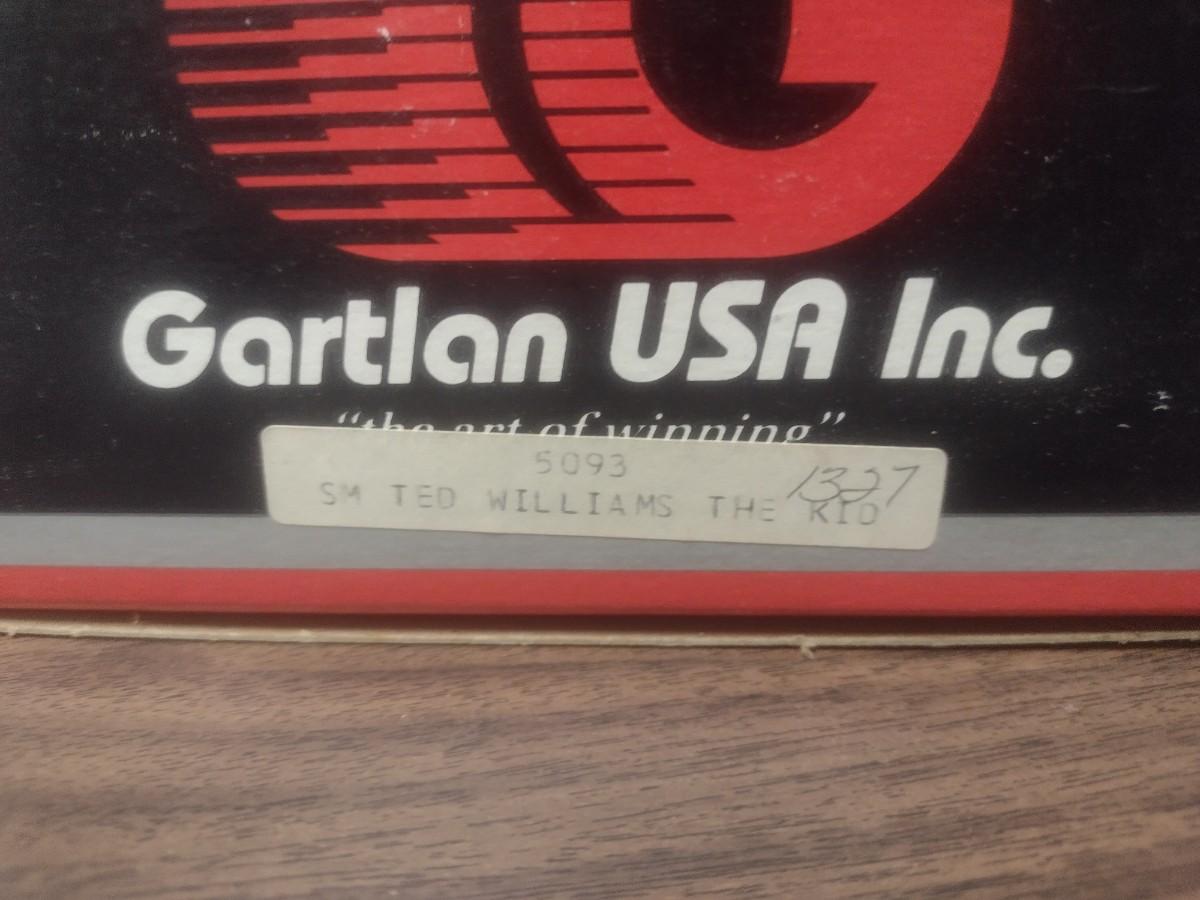 Gartlan USA Inc.
“the art of winning”
5093
1327
SM TED WILLIAMS THE KID